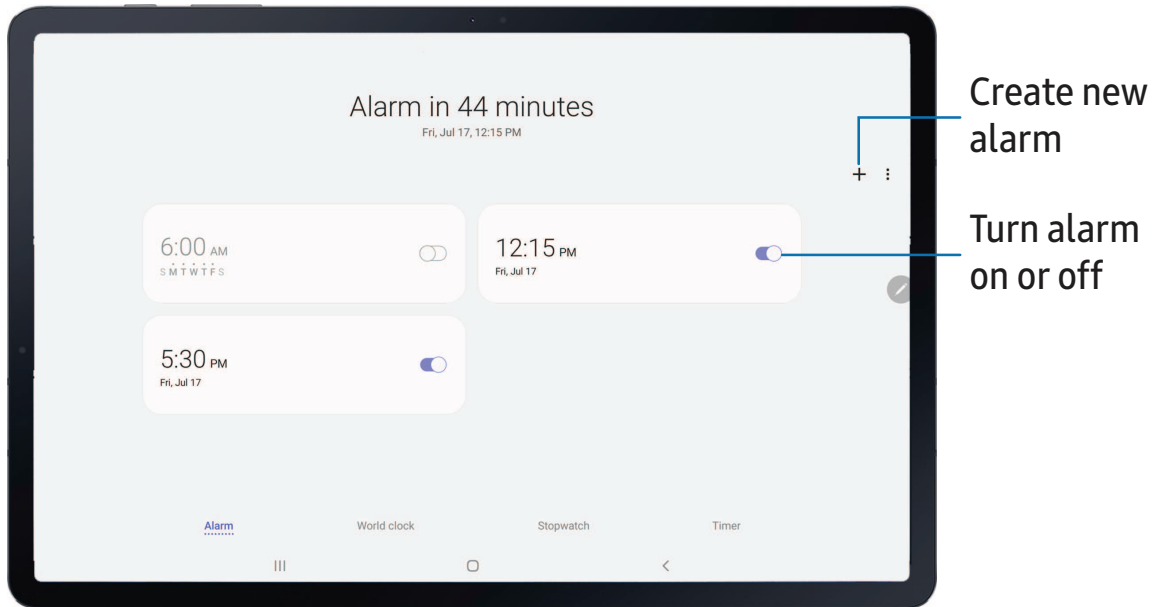 Alarm in 44 minutes
Fri, Jul 17, 12:15 PM
Create new
alarm
6:00 AM
S M T W T F S
12:15 PM
Fri, Jul 17
Turn alarm
on or off
5:30 PM
Fri, Jul 17
Alarm
World clock
Stopwatch
Timer